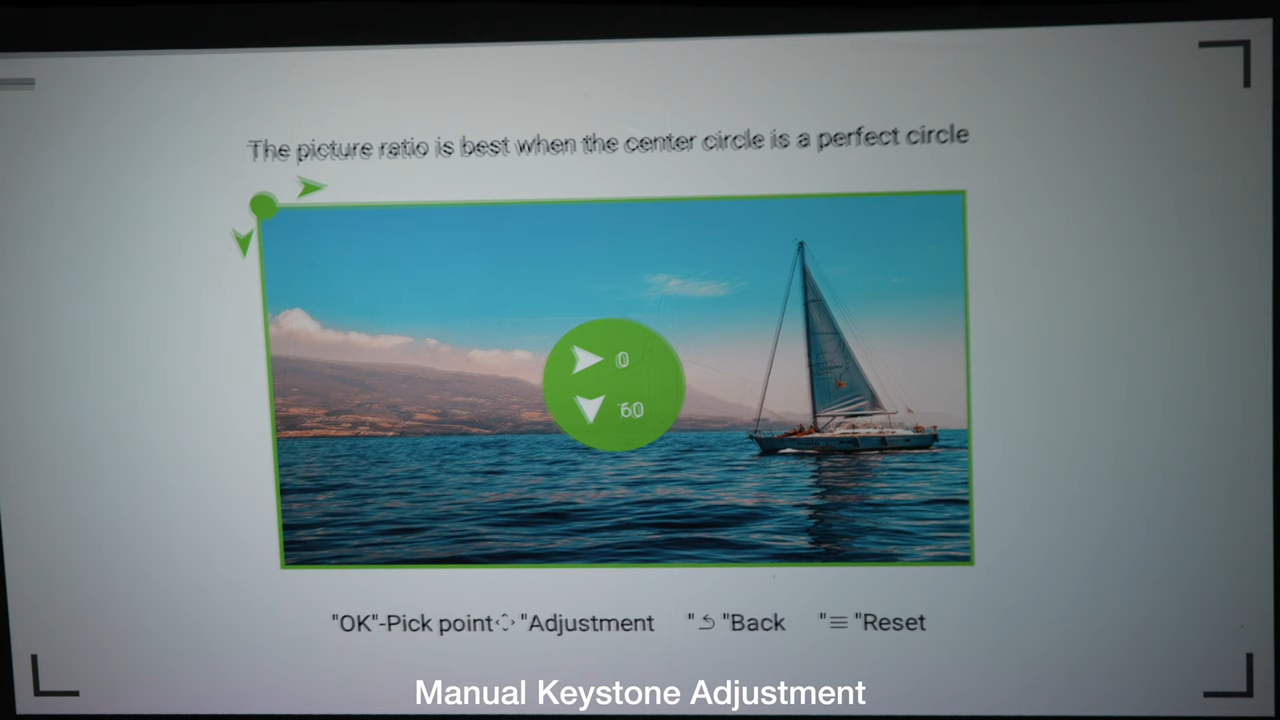 The picture ratio is best when the center circle is a perfect circle
0
60
"OK"-Pick point "Adjustment " "Back "☰ "Reset
Manual Keystone Adjustment